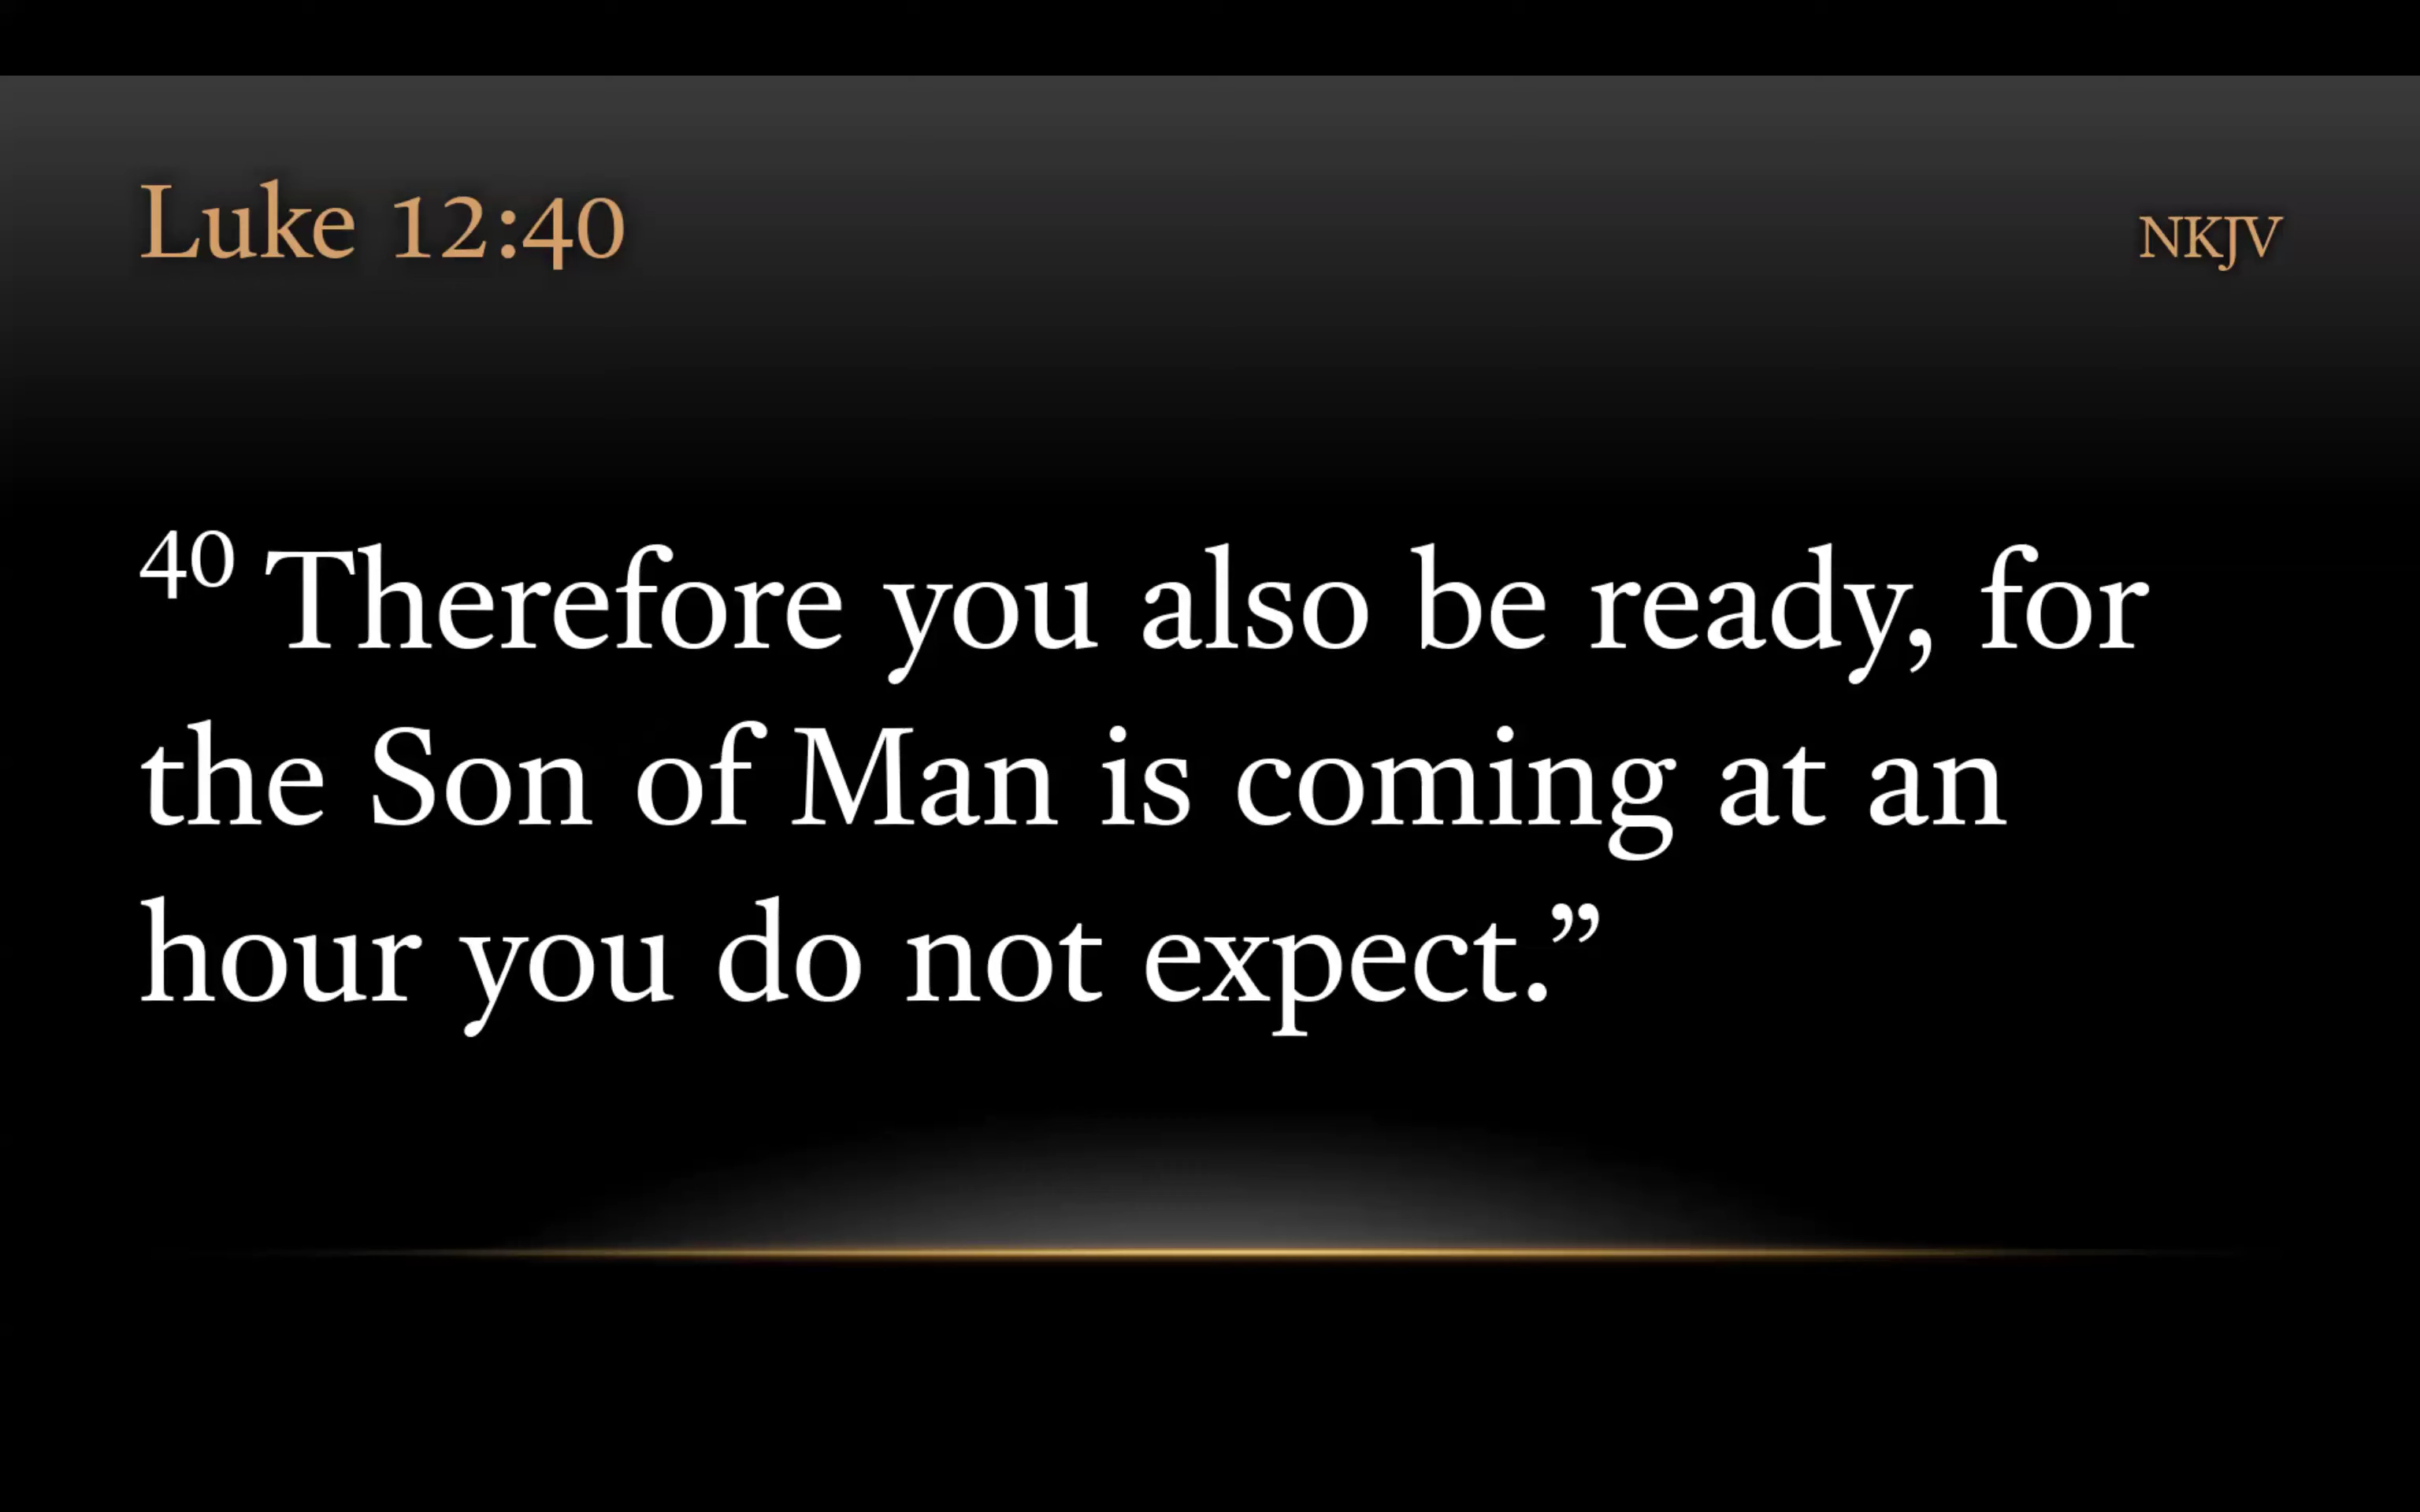 Luke 12:40
NKJV
40 Therefore you also be ready, for
the Son of Man is coming at an
hour you do not expect.”